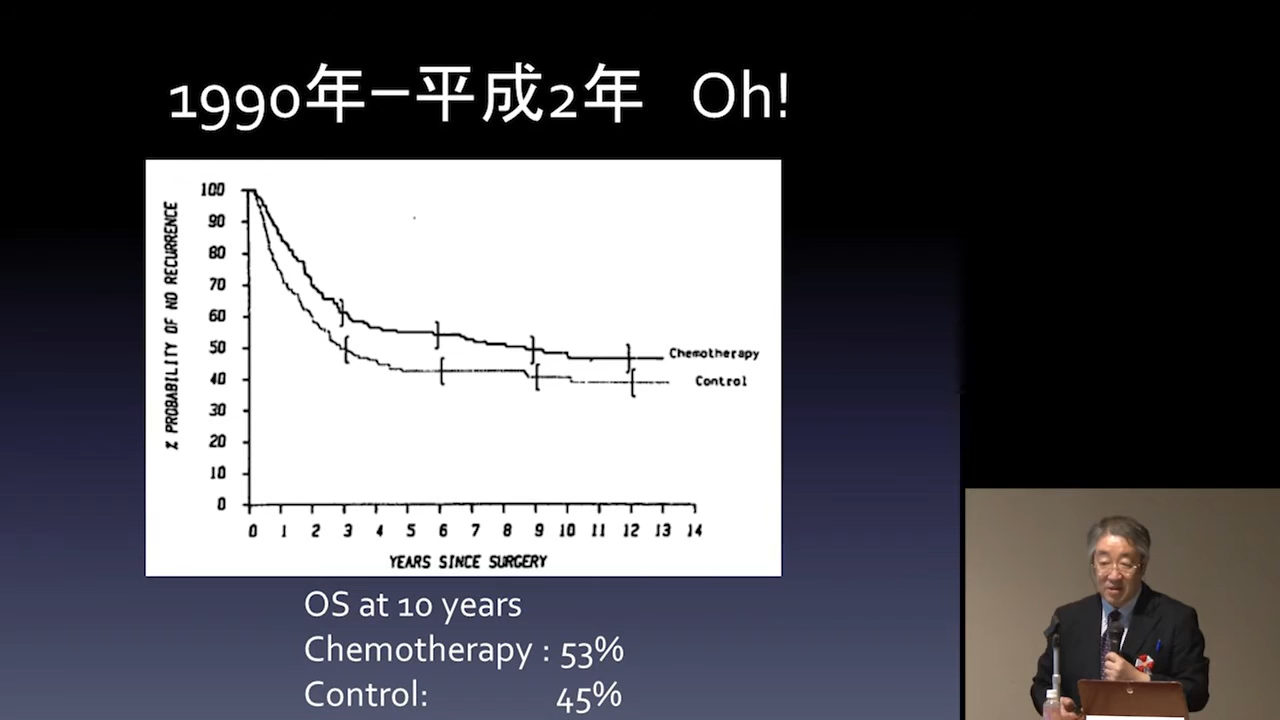 1990年−平成2年 Oh!
% PROBABILITY OF NO RECURRENCE
100
90
80
70
60
50
40
30
20
10
0
Chemotherapy
Control
0 1 2 3 4 5 6 7 8 9 10 11 12 13 14
YEARS SINCE SURGERY
OS at 10 years
Chemotherapy : 53%
Control: 45%